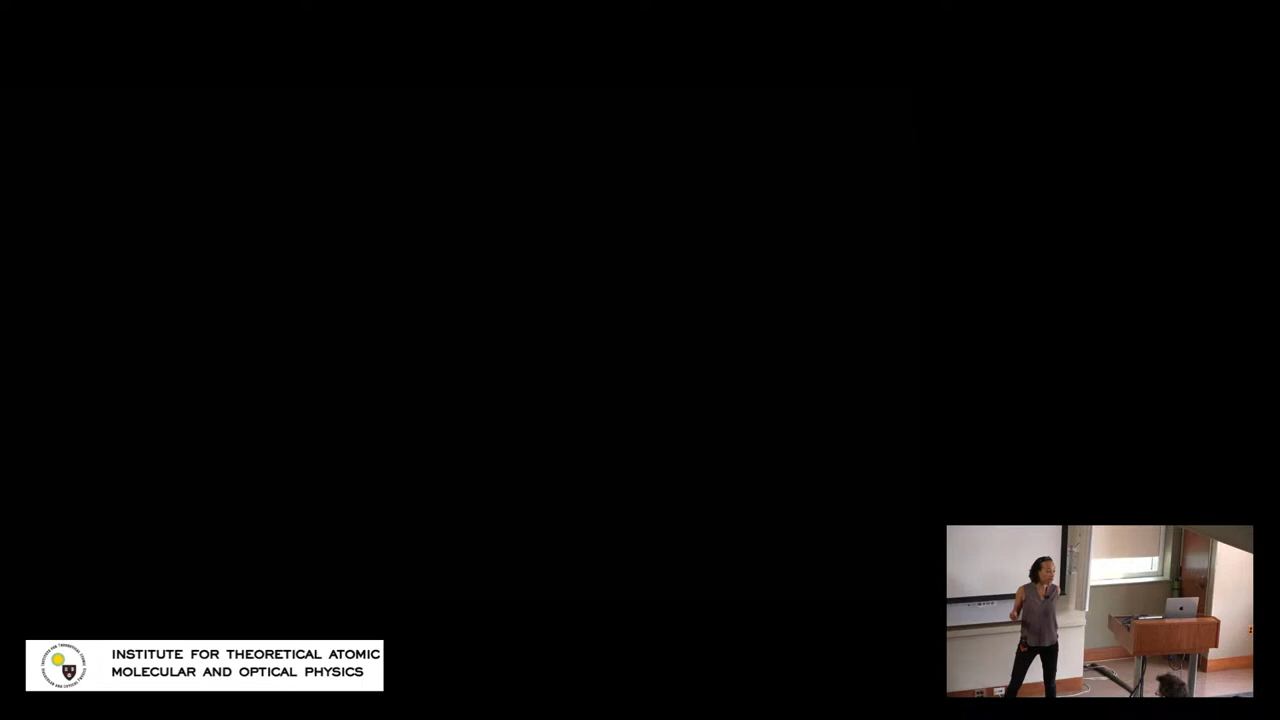 INSTITUTE FOR THEORETICAL ATOMIC
MOLECULAR AND OPTICAL PHYSICS